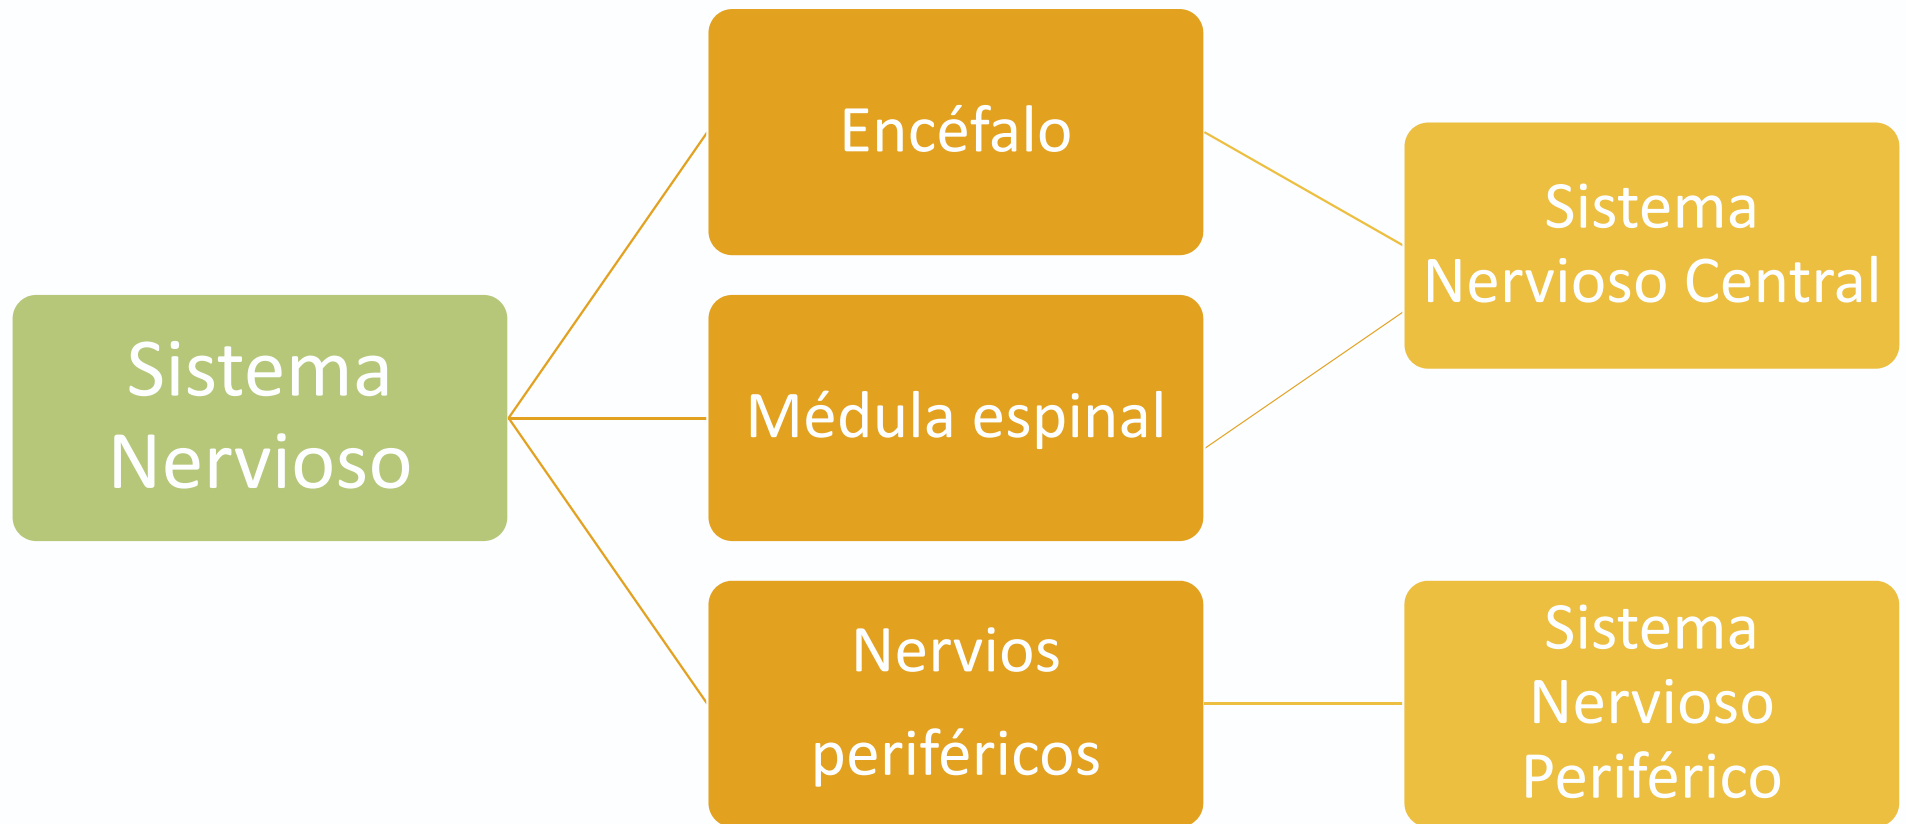 Sistema
Nervioso
Encéfalo
Médula espinal
Nervios
periféricos
Sistema
Nervioso Central
Sistema
Nervioso
Periférico